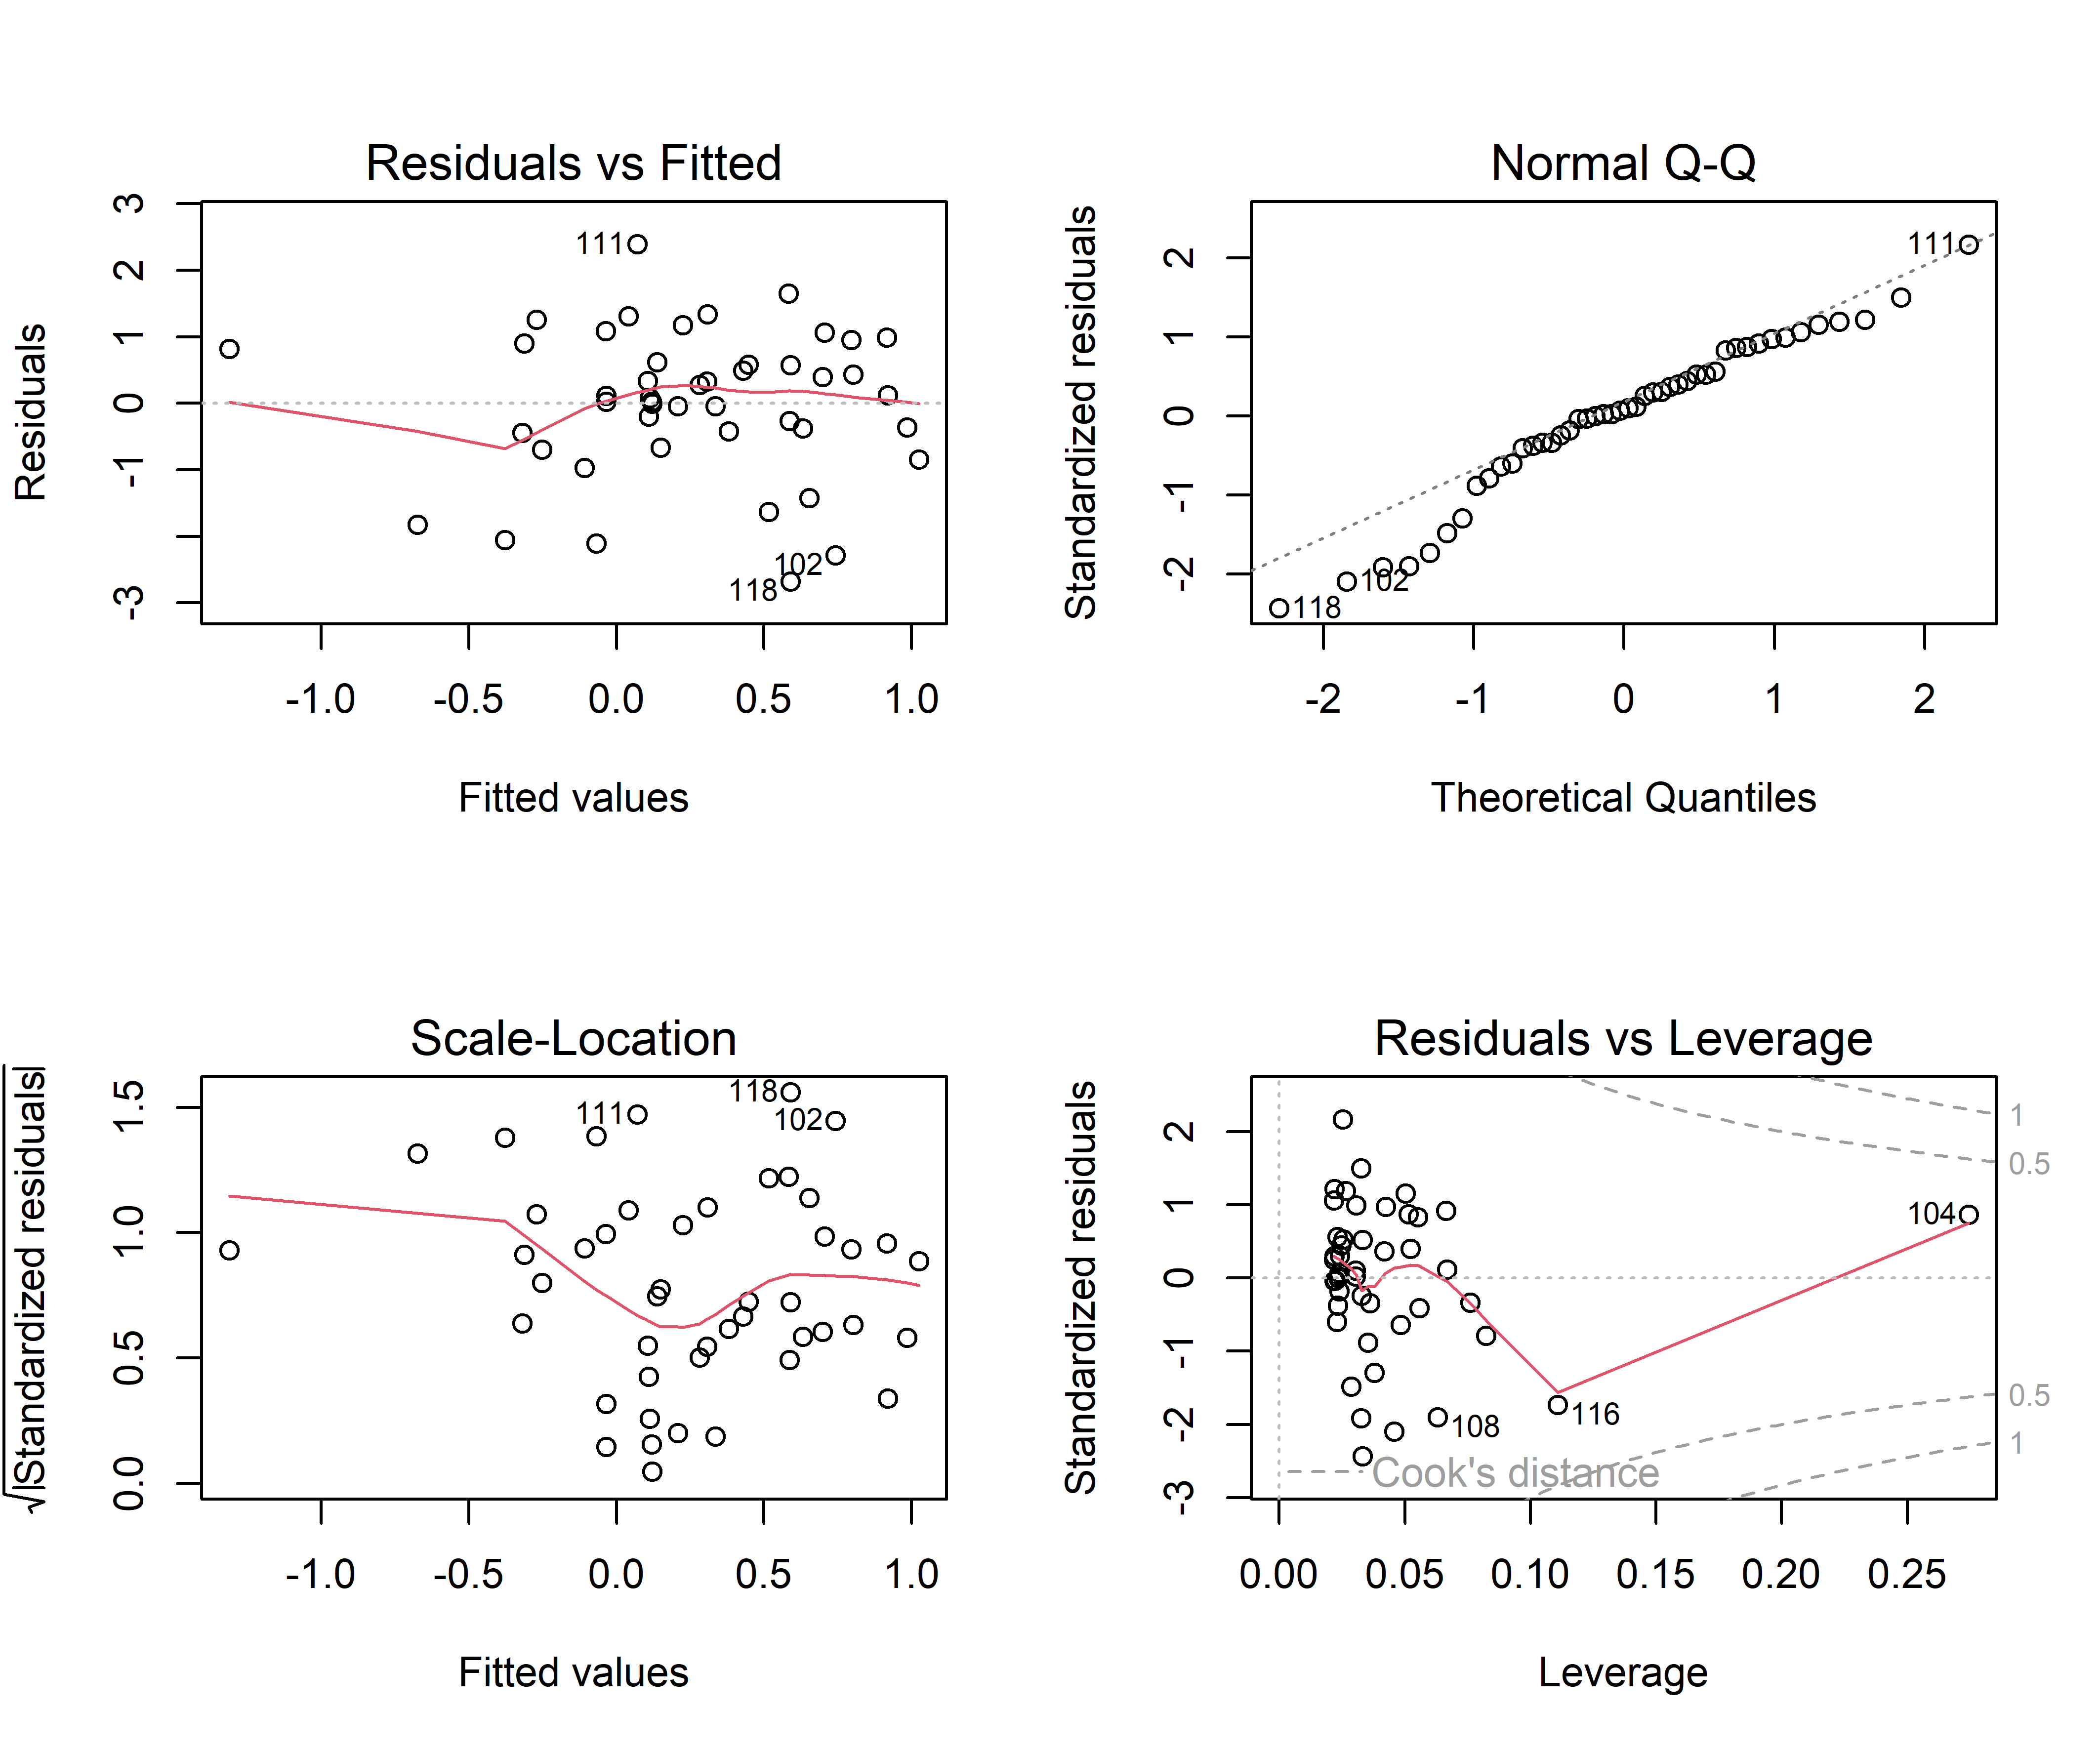 Residuals vs Fitted
Residuals
3
2
1
0
-1
-3
111
102
118
-1.0 -0.5 0.0 0.5 1.0
Fitted values
Normal Q-Q
Standardized residuals
2
1
0
-1
-2
111
102
118
-2 -1 0 1 2
Theoretical Quantiles
Scale-Location
√|Standardized residuals|
1.5
1.0
0.5
0.0
118
111
102
-1.0 -0.5 0.0 0.5 1.0
Fitted values
Residuals vs Leverage
Standardized residuals
2
1
0
-1
-2
-3
1
0.5
104
0.5
116
108
1
Cook's distance
0.00 0.05 0.10 0.15 0.20 0.25
Leverage